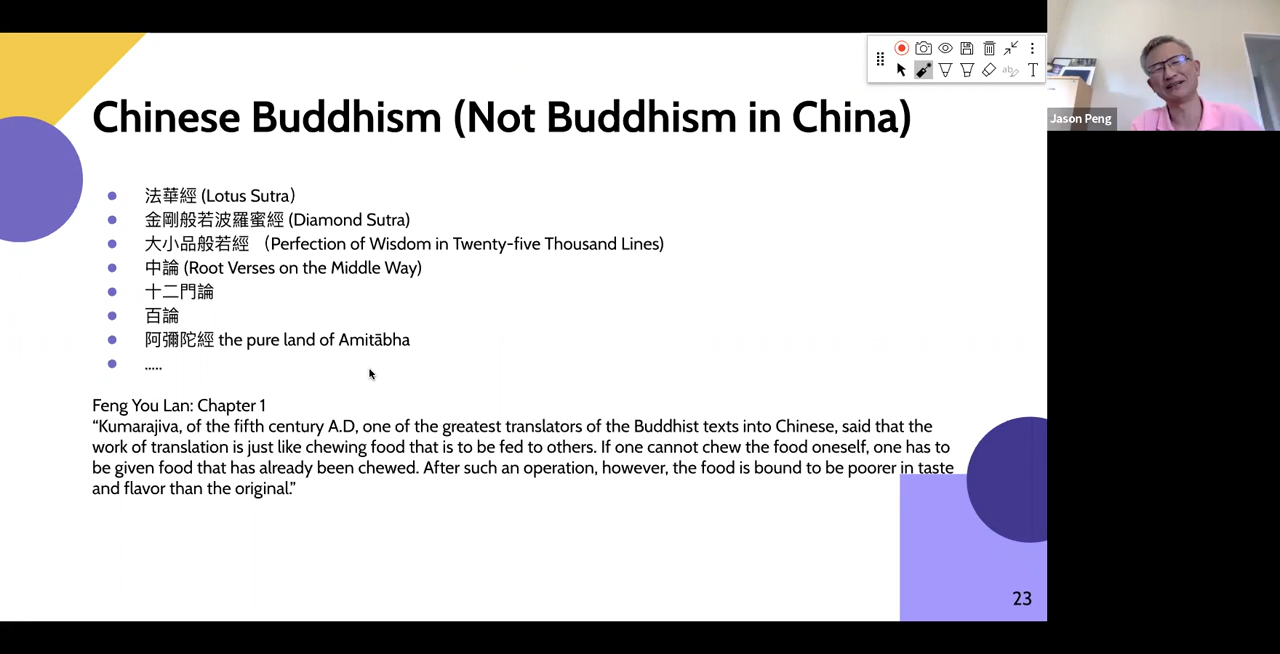 Chinese Buddhism (Not Buddhism in China)
法華經 (Lotus Sutra）
金剛般若波羅蜜經 (Diamond Sutra)
大小品般若經 （Perfection of Wisdom in Twenty-five Thousand Lines)
中論 (Root Verses on the Middle Way)
十二門論
百論
阿彌陀經 the pure land of Amitābha
.....
Feng You Lan: Chapter 1
“Kumarajiva, of the fifth century A.D, one of the greatest translators of the Buddhist texts into Chinese, said that the
work of translation is just like chewing food that is to be fed to others. If one cannot chew the food oneself, one has to
be given food that has already been chewed. After such an operation, however, the food is bound to be poorer in taste
and flavor than the original.”
23
Jason Peng
ab
T